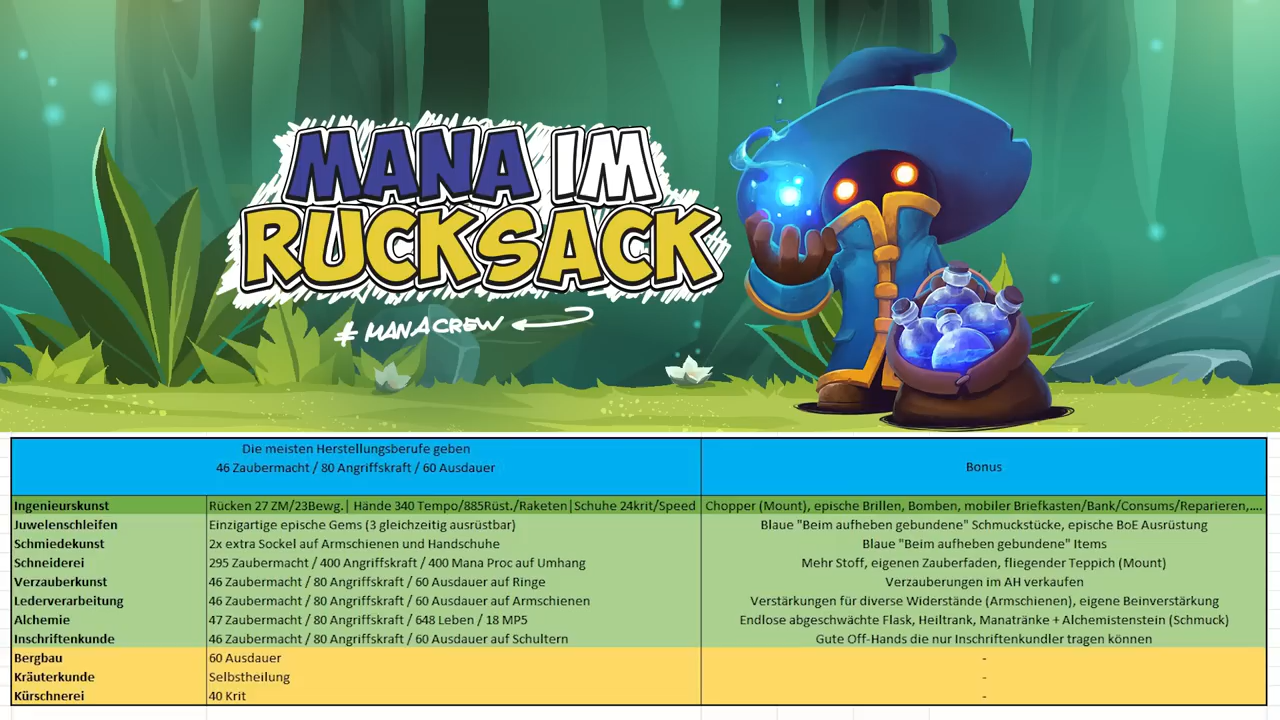 MANA IM
RUCKSACK
# MANACREW
Die meisten Herstellungsberufe geben
46 Zaubermacht / 80 Angriffskraft / 60 Ausdauer
Bonus
Ingenieurskunst Rücken 27 ZM/23Bewg.| Hände 340 Tempo/885Rüst./Raketen|Schuhe 24krit/Speed Chopper (Mount), epische Brillen, Bomben, mobiler Briefkasten/Bank/Consums/Reparieren,....
Juwelenschleifen Einzigartige epische Gems (3 gleichzeitig ausrüstbar) Blaue "Beim aufheben gebundene" Schmuckstücke, epische BoE Ausrüstung
Schmiedekunst 2x extra Sockel auf Armschienen und Handschuhe Blaue "Beim aufheben gebundene" Items
Schneiderei 295 Zaubermacht / 400 Angriffskraft / 400 Mana Proc auf Umhang Mehr Stoff, eigenen Zauberfaden, fliegender Teppich (Mount)
Verzauberkunst 46 Zaubermacht / 80 Angriffskraft / 60 Ausdauer auf Ringe Verzauberungen im AH verkaufen
Lederverarbeitung 46 Zaubermacht / 80 Angriffskraft / 60 Ausdauer auf Armschienen Verstärkungen für diverse Widerstände (Armschienen), eigene Beinverstärkung
Alchemie 47 Zaubermacht / 80 Angriffskraft / 648 Leben / 18 MP5 Endlose abgeschwächte Flask, Heiltrank, Manatränke + Alchemistenstein (Schmuck)
Inschriftenkunde 46 Zaubermacht / 80 Angriffskraft / 60 Ausdauer auf Schultern Gute Off-Hands die nur Inschriftenkundler tragen können
Bergbau 60 Ausdauer -
Kräuterkunde Selbstheilung -
Kürschnerei 40 Krit -